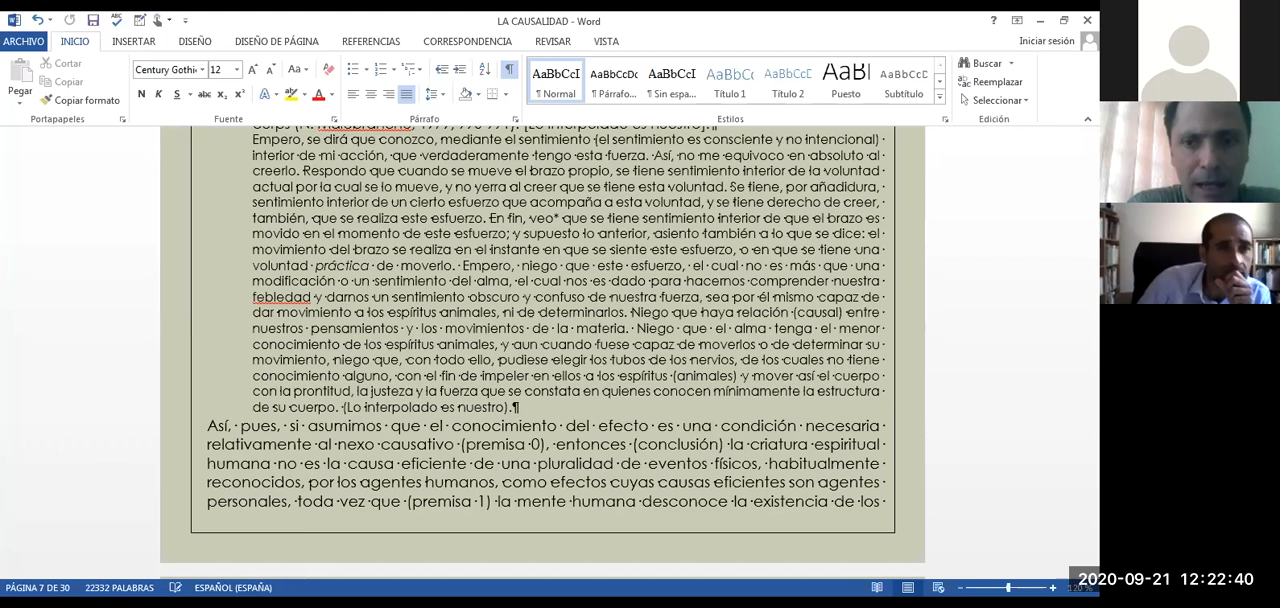 LA CAUSALIDAD - Word
ARCHIVO INICIO INSERTAR DISEÑO DISEÑO DE PÁGINA REFERENCIAS CORRESPONDENCIA REVISAR VISTA Iniciar sesión
Pegar
Cortar
Copiar
Copiar formato
Portapapeles
Century Gothi 12
N K S abc x₂ x²
Fuente
Párrafo
AaBbCcI AaBbCcDc AaBbCcI AaBbCc AaBbCcD AaBl AaBbCcD
¶ Normal ¶ Párrafo... ¶ Sin espa... Título 1 Título 2 Puesto Subtítulo
Estilos
Buscar
Reemplazar
Seleccionar
Edición
Empero, se dirá que conozco, mediante el sentimiento (el sentimiento es consciente y no intencional)
interior de mi acción, que verdaderamente tengo esta fuerza. Así, no me equivoco en absoluto al
creerlo. Respondo que cuando se mueve el brazo propio, se tiene sentimiento interior de la voluntad
actual por la cual se lo mueve, y no yerra al creer que se tiene esta voluntad. Se tiene, por añadidura,
sentimiento interior de un cierto esfuerzo que acompaña a esta voluntad, y se tiene derecho de creer,
también, que se realiza este esfuerzo. En fin, veo* que se tiene sentimiento interior de que el brazo es
movido en el momento de este esfuerzo; y supuesto lo anterior, asiento también a lo que se dice: el
movimiento del brazo se realiza en el instante en que se siente este esfuerzo, o en que se tiene una
voluntad práctica de moverlo. Empero, niego que este esfuerzo, el cual no es más que una
modificación o un sentimiento del alma, el cual nos es dado para hacernos comprender nuestra
febledad y darnos un sentimiento obscuro y confuso de nuestra fuerza, sea por él mismo capaz de
dar movimiento a los espíritus animales, ni de determinarlos. Niego que haya relación (causal) entre
nuestros pensamientos y los movimientos de la materia. Niego que el alma tenga el menor
conocimiento de los espíritus animales, y aun cuando fuese capaz de moverlos o de determinar su
movimiento, niego que, con todo ello, pudiese elegir los tubos de los nervios, de los cuales no tiene
conocimiento alguno, con el fin de impeler en ellos a los espíritus (animales) y mover así el cuerpo
con la prontitud, la justeza y la fuerza que se constata en quienes conocen mínimamente la estructura
de su cuerpo. (Lo interpolado es nuestro).¶
Así, pues, si asumimos que el conocimiento del efecto es una condición necesaria
relativamente al nexo causativo (premisa 0), entonces (conclusión) la criatura espiritual
humana no es la causa eficiente de una pluralidad de eventos físicos, habitualmente
reconocidos, por los agentes humanos, como efectos cuyas causas eficientes son agentes
personales, toda vez que (premisa 1) la mente humana desconoce la existencia de los
PÁGINA 7 DE 30 22332 PALABRAS ESPAÑOL (ESPAÑA) 120 %
2020-09-21 12:22:40